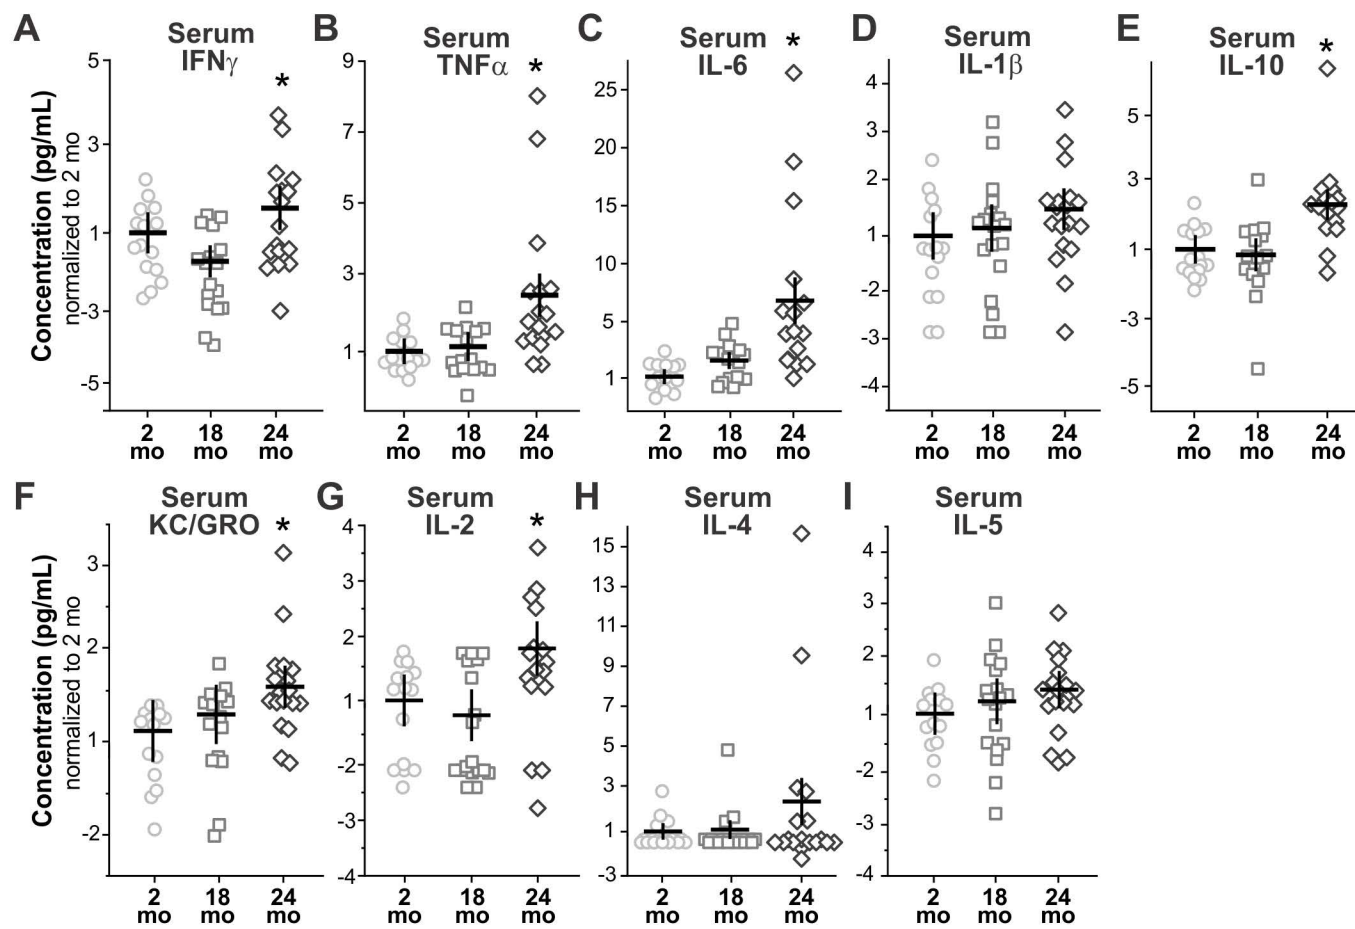 A
Serum
IFNγ
*
Concentration (pg/mL)
normalized to 2 mo
5
3
1
-3
-5
2
mo
18
mo
24
mo
B
Serum
TNFα
*
9
7
5
3
1
2
mo
18
mo
24
mo
C
Serum
IL-6
*
25
20
15
10
5
1
2
mo
18
mo
24
mo
D
Serum
IL-1β
4
3
2
1
-2
-3
-4
2
mo
18
mo
24
mo
E
Serum
IL-10
*
5
3
1
-3
-5
2
mo
18
mo
24
mo
F
Serum
KC/GRO
*
Concentration (pg/mL)
normalized to 2 mo
3
2
1
-2
2
mo
18
mo
24
mo
G
Serum
IL-2
*
4
3
2
1
-2
-3
-4
2
mo
18
mo
24
mo
H
Serum
IL-4
15
13
11
9
7
5
3
1
-3
2
mo
18
mo
24
mo
I
Serum
IL-5
4
3
2
1
-2
-3
-4
2
mo
18
mo
24
mo